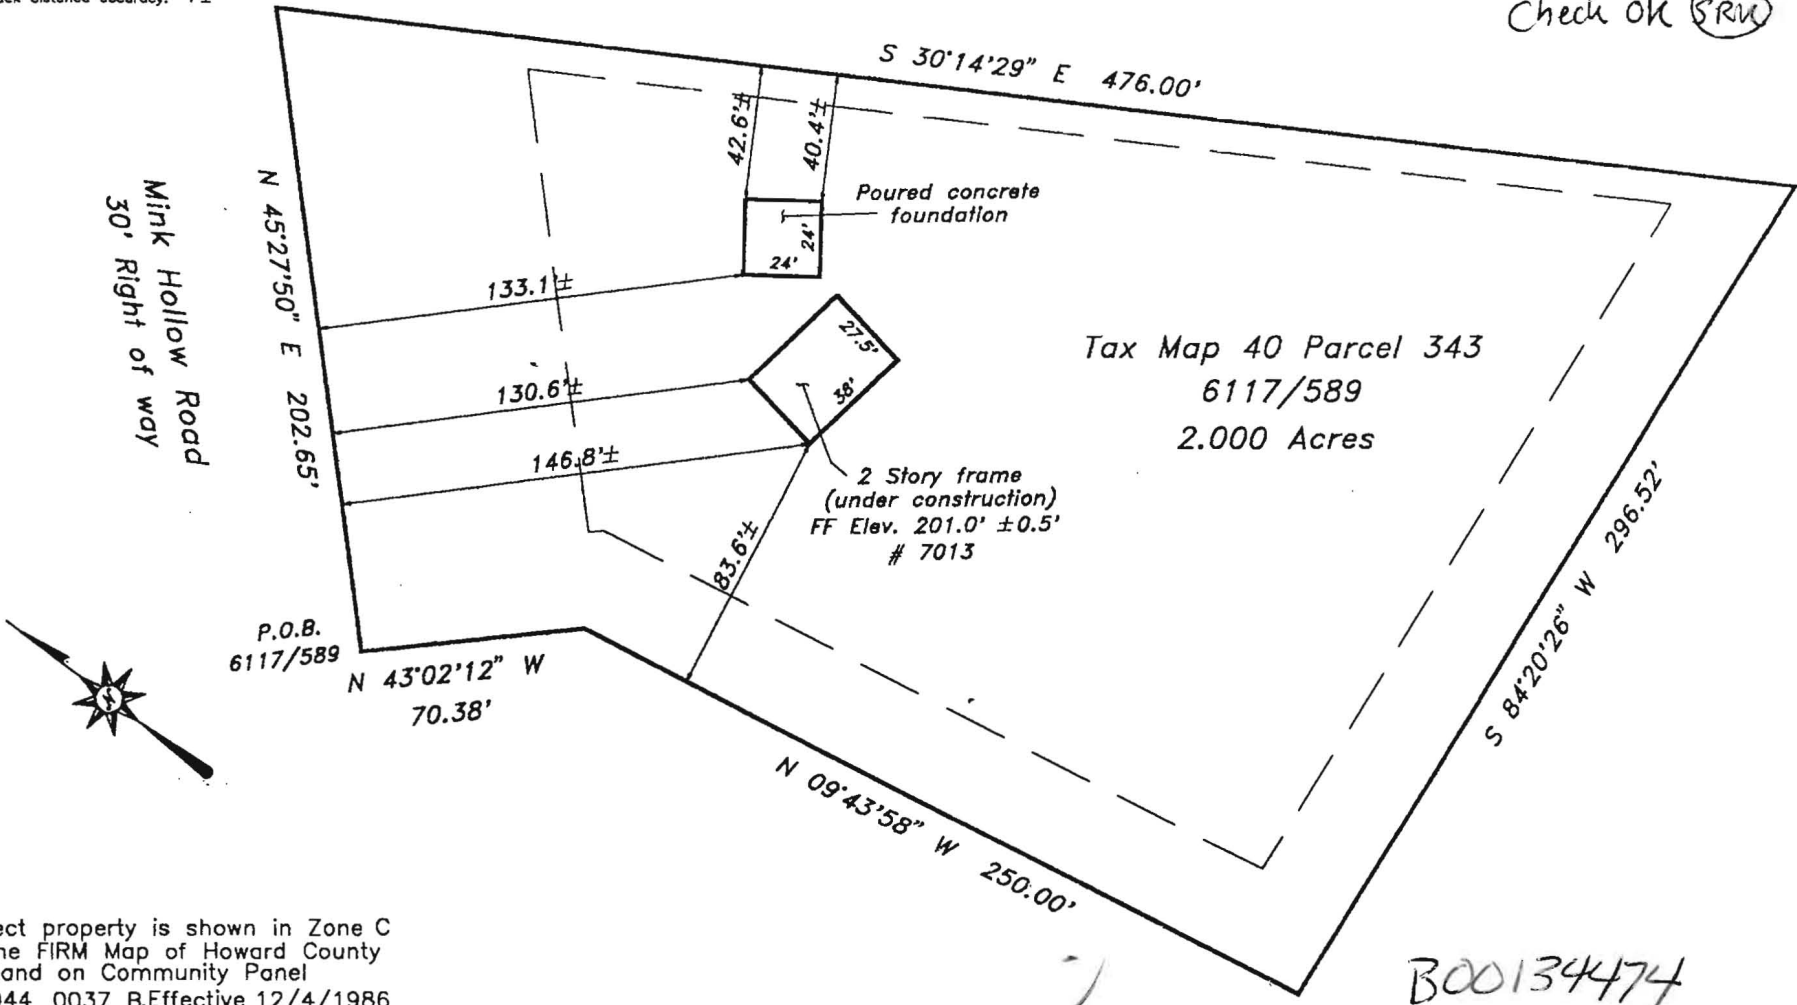 Check OK SRW
S 30°14'29" E 476.00'
42.6'±
40.4'±
Poured concrete
foundation
24'
24'
N 45°27'50" E 202.65'
Mink Hollow Road
30' Right of way
133.1'±
27.5'
38'
130.6'±
146.8'±
Tax Map 40 Parcel 343
6117/589
2.000 Acres
2 Story frame
(under construction)
FF Elev. 201.0' ±0.5'
# 7013
83.6'±
S 84°20'26" W 296.52'
P.O.B.
6117/589
N 43°02'12" W
70.38'
N 09°43'58" W 250.00'
ect property is shown in Zone C
ne FIRM Map of Howard County
and on Community Panel
044 0037 B.Effective 12/4/1986
B00134474